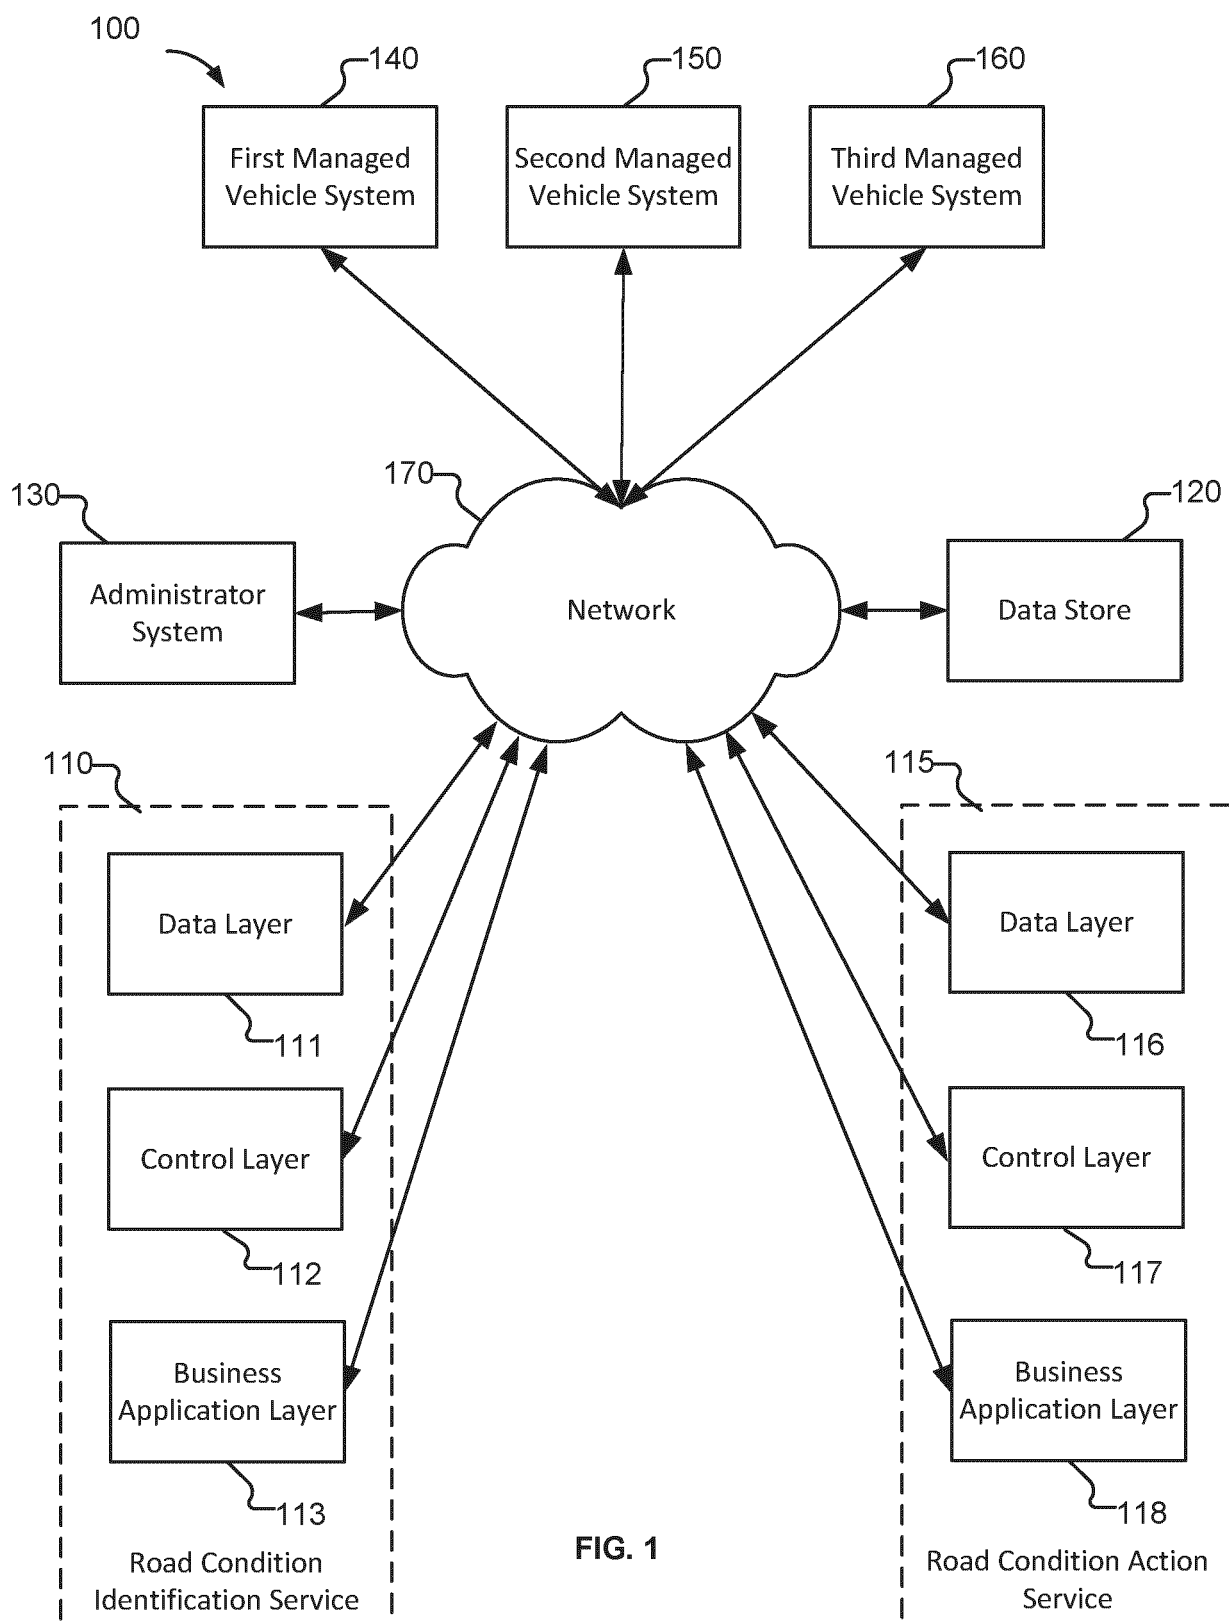 100
140
150
160
First Managed
Vehicle System
Second Managed
Vehicle System
Third Managed
Vehicle System
170
130
120
Administrator
System
Network
Data Store
110
115
Data Layer
Data Layer
111
116
Control Layer
Control Layer
112
117
Business
Application Layer
Business
Application Layer
113
118
FIG. 1
Road Condition
Identification Service
Road Condition Action
Service